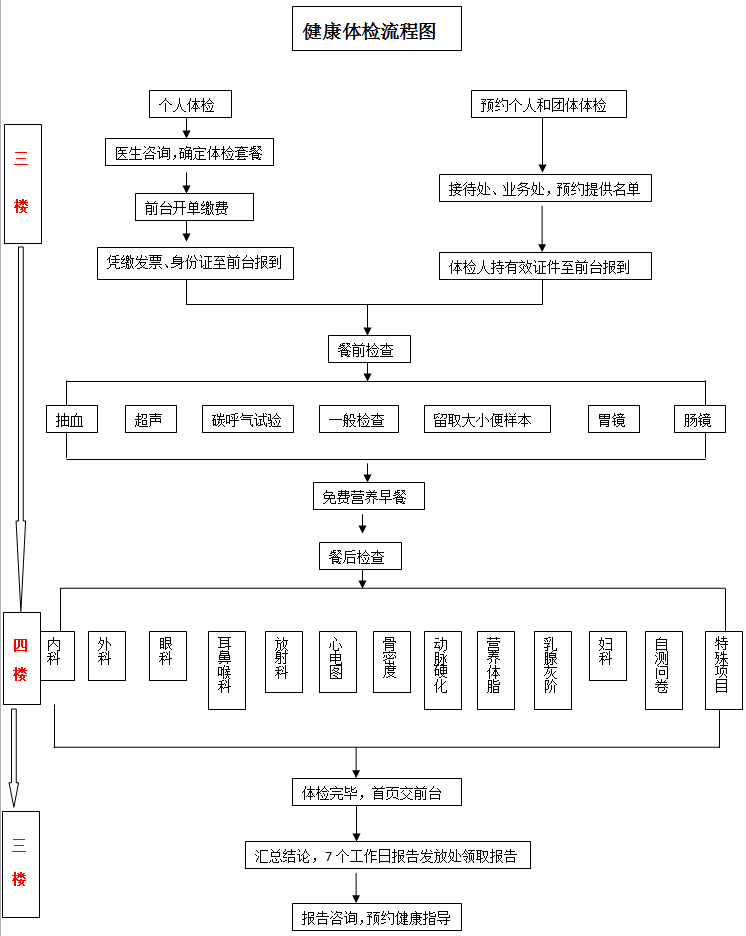 健康体检流程图
个人体检
预约个人和团体体检
三楼
医生咨询,确定体检套餐
接待处、业务处，预约提供名单
前台开单缴费
凭缴发票、身份证至前台报到
体检人持有效证件至前台报到
餐前检查
抽血
超声
碳呼气试验
一般检查
留取大小便样本
胃镜
肠镜
免费营养早餐
餐后检查
四楼
内科
外科
眼科
耳鼻喉科
放射科
心电图
骨密度
动脉硬化
营养体脂
乳腺灰阶
妇科
自测问卷
特殊项目
体检完毕，首页交前台
三楼
汇总结论，7个工作日报告发放处领取报告
报告咨询,预约健康指导